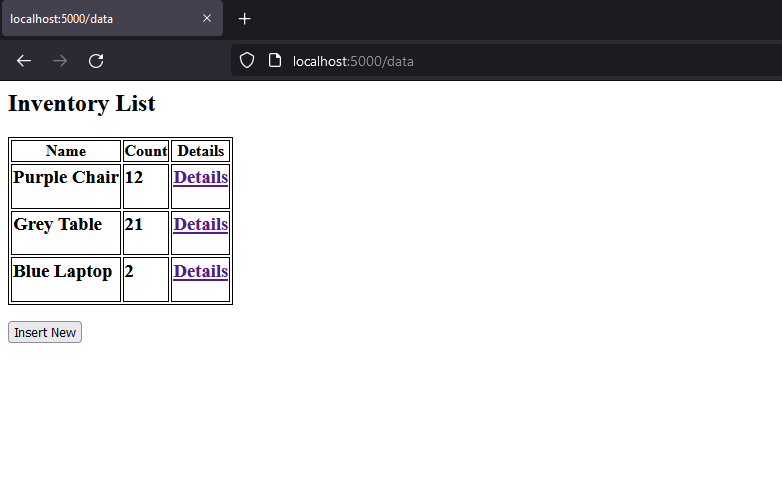 localhost:5000/data
localhost:5000/data
Inventory List
Name Count Details
Purple Chair 12 Details
Grey Table 21 Details
Blue Laptop 2 Details
Insert New